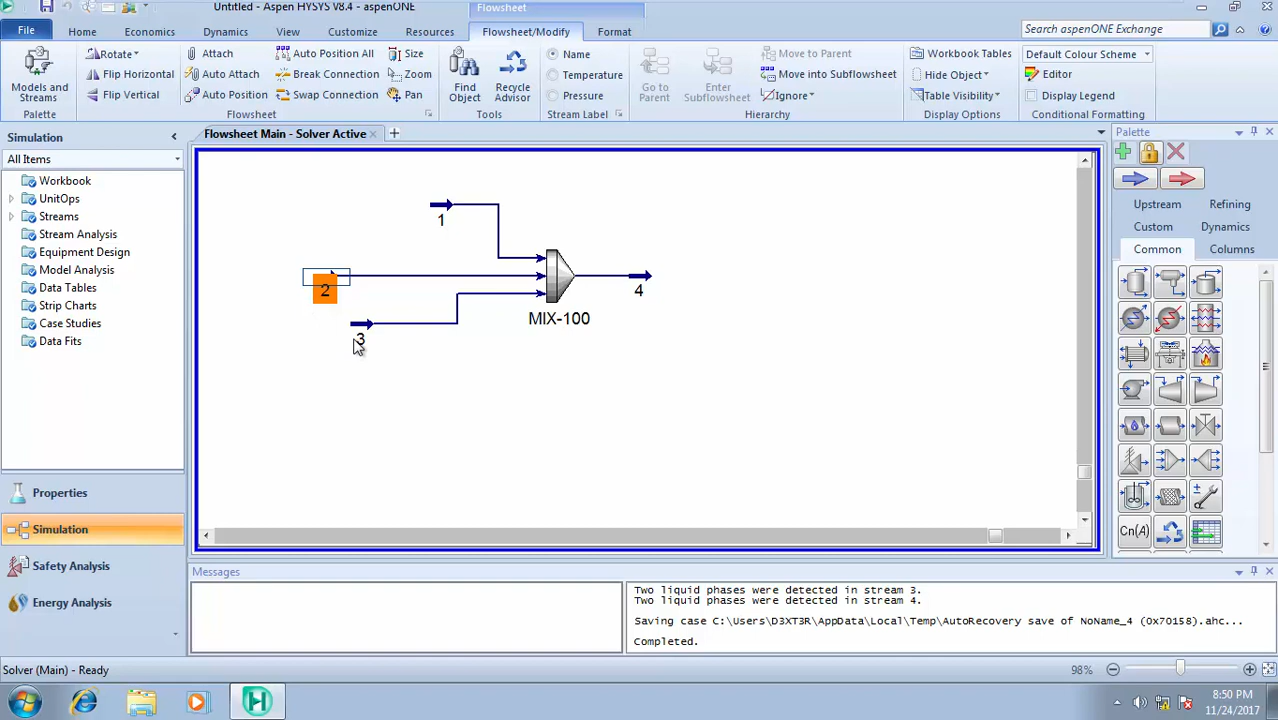 Untitled - Aspen HYSYS V8.4 - aspenONE
Flowsheet
File
Home
Economics
Dynamics
View
Customize
Resources
Flowsheet/Modify
Format
Search aspenONE Exchange
Models and
Streams
Palette
Rotate
Flip Horizontal
Flip Vertical
Attach
Auto Attach
Auto Position
Auto Position All
Break Connection
Swap Connection
Size
Zoom
Pan
Flowsheet
Find
Object
Recycle
Advisor
Tools
Name
Temperature
Pressure
Stream Label
Go to
Parent
Enter
Subflowsheet
Move to Parent
Move into Subflowsheet
Ignore
Hierarchy
Workbook Tables
Hide Object
Table Visibility
Display Options
Default Colour Scheme
Editor
Display Legend
Conditional Formatting
Simulation
All Items
Workbook
UnitOps
Streams
Stream Analysis
Equipment Design
Model Analysis
Data Tables
Strip Charts
Case Studies
Data Fits
Properties
Simulation
Safety Analysis
Energy Analysis
Flowsheet Main - Solver Active
1
2
3
4
MIX-100
Palette
Upstream
Refining
Custom
Dynamics
Common
Columns
Cn(A)
Messages
Two liquid phases were detected in stream 3.
Two liquid phases were detected in stream 4.
Saving case C:\Users\D3XT3R\AppData\Local\Temp\AutoRecovery save of NoName_4 (0x70158).ahc...
Completed.
Solver (Main) - Ready
98%
8:50 PM
11/24/2017